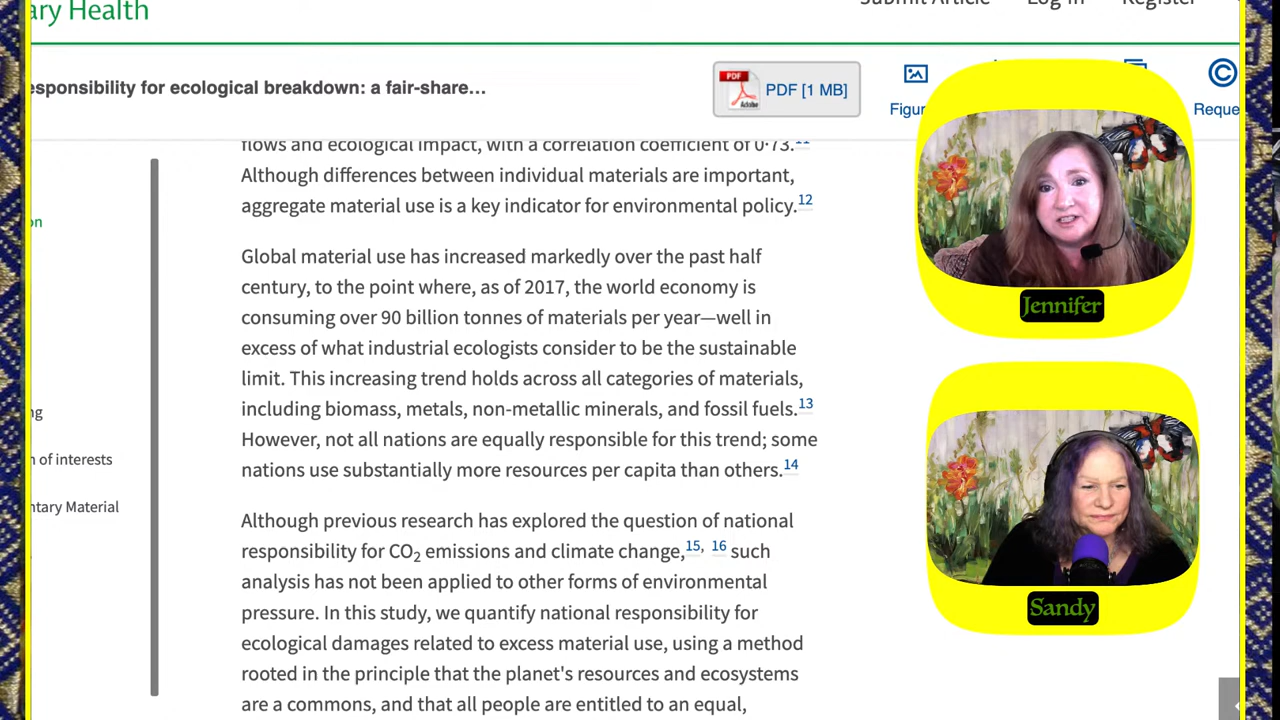 ary Health
Submit Article Log in Register
esponsibility for ecological breakdown: a fair-share…
PDF
Adobe
PDF [1 MB]
Figur
Reque
flows and ecological impact, with a correlation coefficient of 0·73.11
Although differences between individual materials are important,
aggregate material use is a key indicator for environmental policy.12
on
Global material use has increased markedly over the past half
century, to the point where, as of 2017, the world economy is
consuming over 90 billion tonnes of materials per year—well in
excess of what industrial ecologists consider to be the sustainable
limit. This increasing trend holds across all categories of materials,
including biomass, metals, non-metallic minerals, and fossil fuels.13
ng
However, not all nations are equally responsible for this trend; some
n of interests
nations use substantially more resources per capita than others.14
ntary Material
Although previous research has explored the question of national
responsibility for CO2 emissions and climate change,15, 16 such
analysis has not been applied to other forms of environmental
pressure. In this study, we quantify national responsibility for
ecological damages related to excess material use, using a method
rooted in the principle that the planet's resources and ecosystems
are a commons, and that all people are entitled to an equal,
Jennifer
Sandy